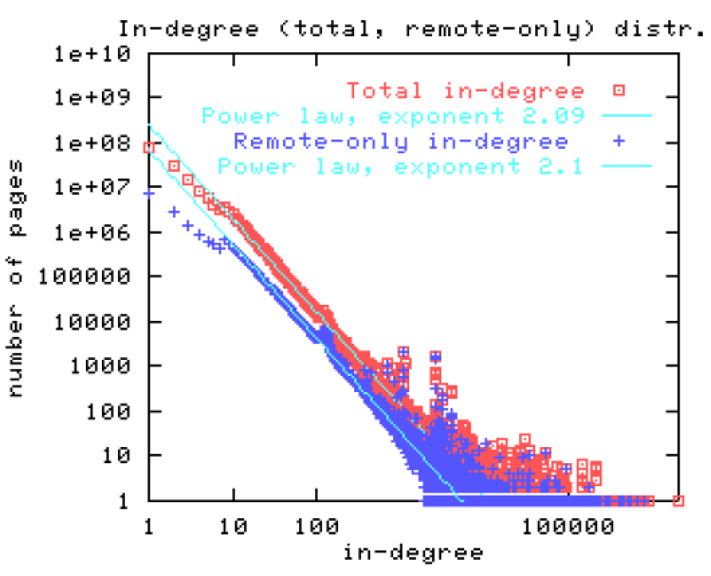 In-degree (total, remote-only) distr.
1e+10
1e+09
1e+08
1e+07
1e+06
100000
10000
1000
100
10
1
number of pages
Total in-degree
Power law, exponent 2.09
Remote-only in-degree
Power law, exponent 2.1
1 10 100 100000
in-degree